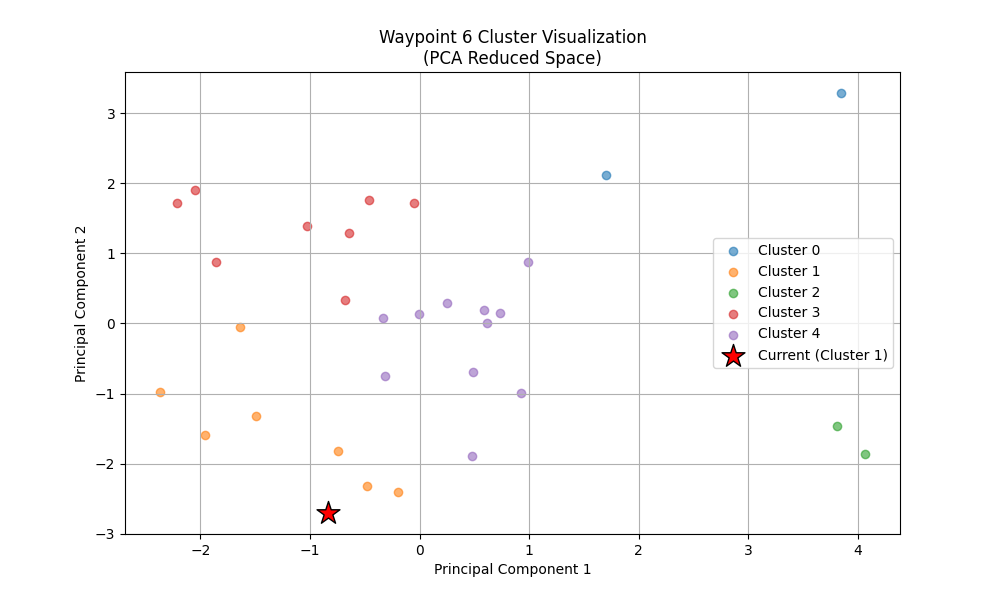 Waypoint 6 Cluster Visualization
(PCA Reduced Space)
Principal Component 2
3
2
1
0
−1
−2
−3
Cluster 0
Cluster 1
Cluster 2
Cluster 3
Cluster 4
Current (Cluster 1)
−2 −1 0 1 2 3 4
Principal Component 1